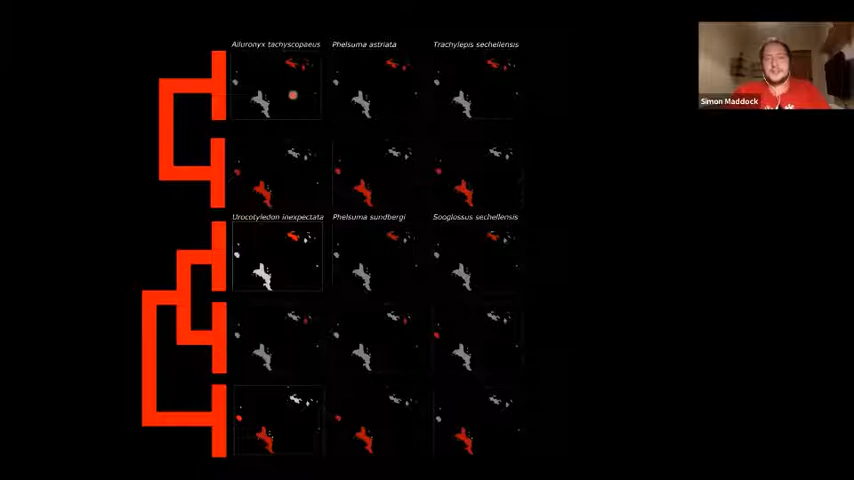 Ailuronyx tachyscopaeus Phelsuma astriata Trachylepis sechellensis
Simon Maddock
Urocotyledon inexpectata Phelsuma sundbergi Sooglossus sechellensis